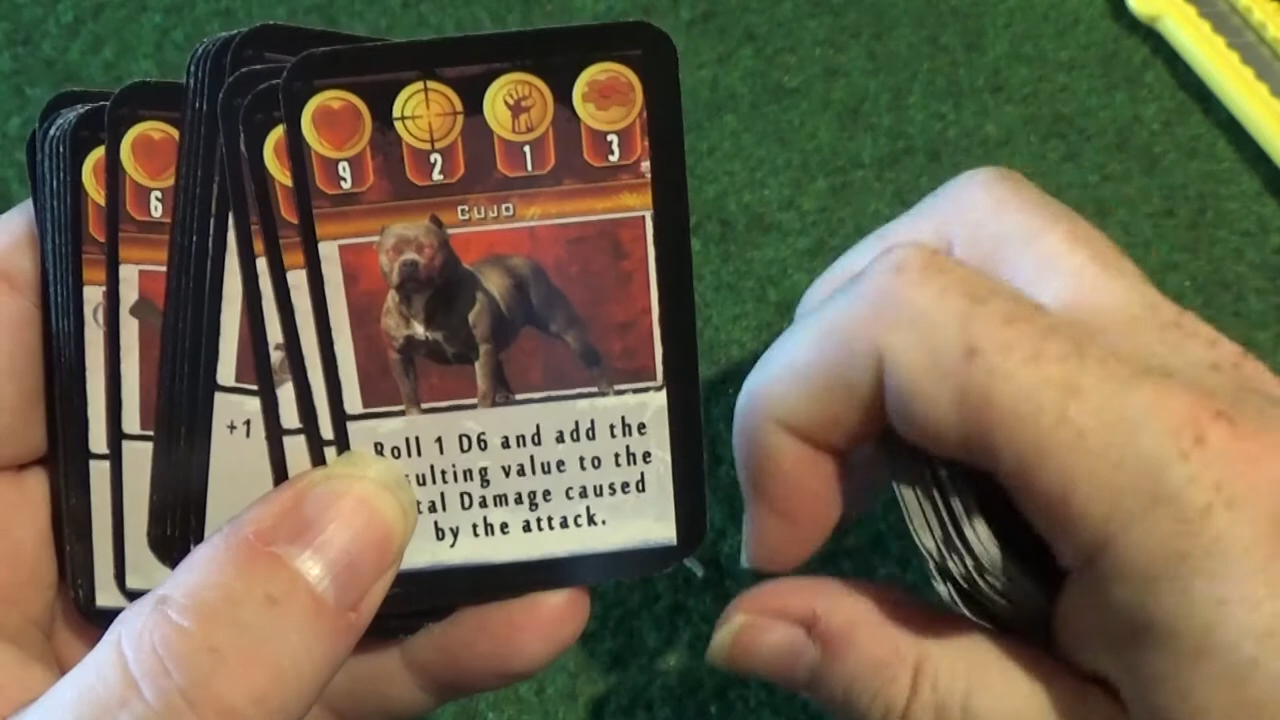 9 2 1 3
6
CUJO
+1
Roll 1 D6 and add the
sulting value to the
tal Damage caused
by the attack.